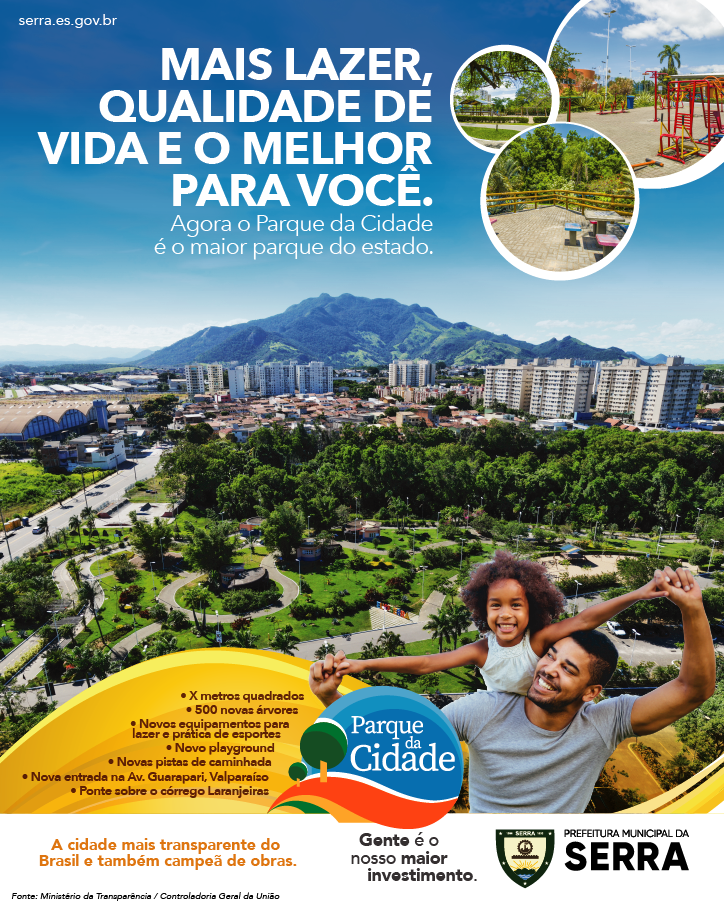 serra.es.gov.br
MAIS LAZER,
QUALIDADE DE
VIDA E O MELHOR
PARA VOCÊ.
Agora o Parque da Cidade
é o maior parque do estado.
• X metros quadrados
• 500 novas árvores
• Novos equipamentos para
lazer e prática de esportes
• Novo playground
• Novas pistas de caminhada
• Nova entrada na Av. Guarapari, Valparaíso
• Ponte sobre o córrego Laranjeiras
Parque
da
Cidade
A cidade mais transparente do
Brasil e também campeã de obras.
Gente é o
nosso maior
investimento.
SERRA
PREFEITURA MUNICIPAL DA
SERRA
Fonte: Ministério da Transparência / Controladoria Geral da União